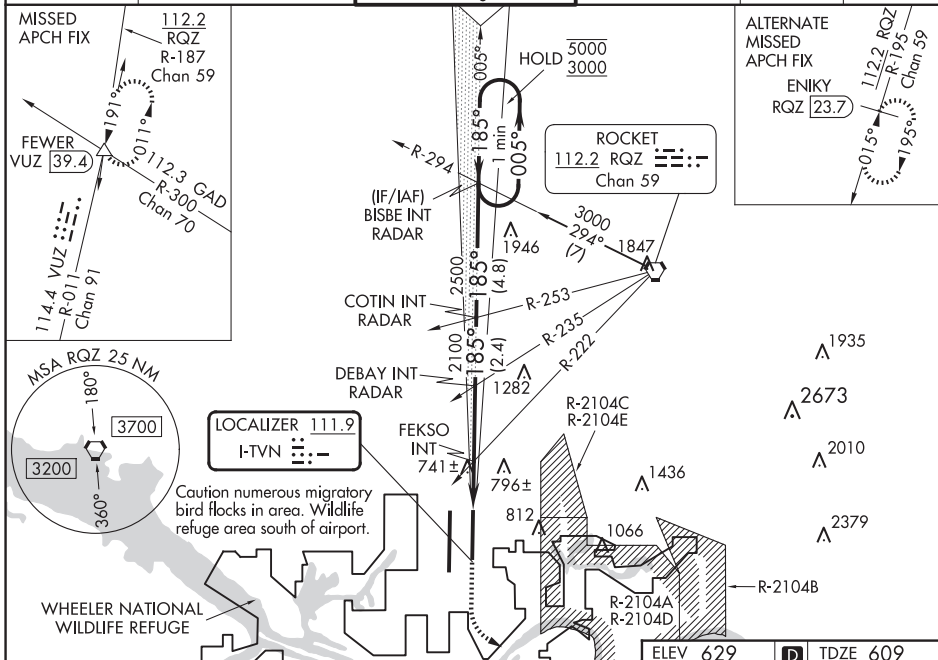 MISSED
APCH FIX
112.2
RQZ
R-187
Chan 59
191°
011°
FEWER
VUZ 39.4
112.3 GAD
R-300
Chan 70
114.4 VUZ
R-011
Chan 91
005°
HOLD 5000
3000
185°
1 min
005°
R-294
(IF/IAF)
BISBE INT
RADAR
ROCKET
112.2 RQZ
Chan 59
3000
294°
(7)
1946
1847
2500
185°
(4.8)
COTIN INT
RADAR
R-253
R-235
R-222
2100
185°
(2.4)
DEBAY INT
RADAR
1282
ALTERNATE
MISSED
APCH FIX
112.2 RQZ
R-195
Chan 59
ENIKY
RQZ 23.7
015°
195°
MSA RQZ 25 NM
180°
3700
3200
360°
LOCALIZER 111.9
I-TVN
FEKSO
INT
741±
796±
Caution numerous migratory
bird flocks in area. Wildlife
refuge area south of airport.
R-2104C
R-2104E
1935
2673
2010
1436
2379
812
1066
R-2104B
R-2104A
R-2104D
WHEELER NATIONAL
WILDLIFE REFUGE
ELEV 629
D
TDZE 609